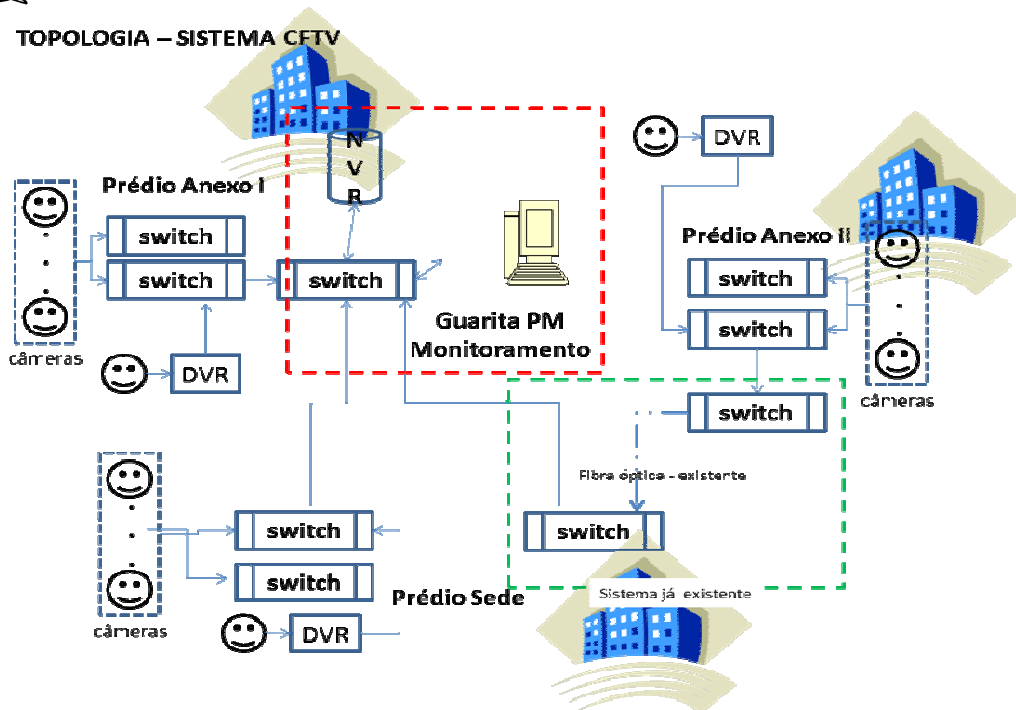 TOPOLOGIA – SISTEMA CFTV
N
V
R
DVR
Prédio Anexo I
switch
switch
switch
câmeras
DVR
Guarita PM
Monitoramento
Prédio Anexo II
switch
switch
switch
câmeras
Fibra óptica - existente
switch
Sistema já existente
switch
switch
Prédio Sede
câmeras
DVR